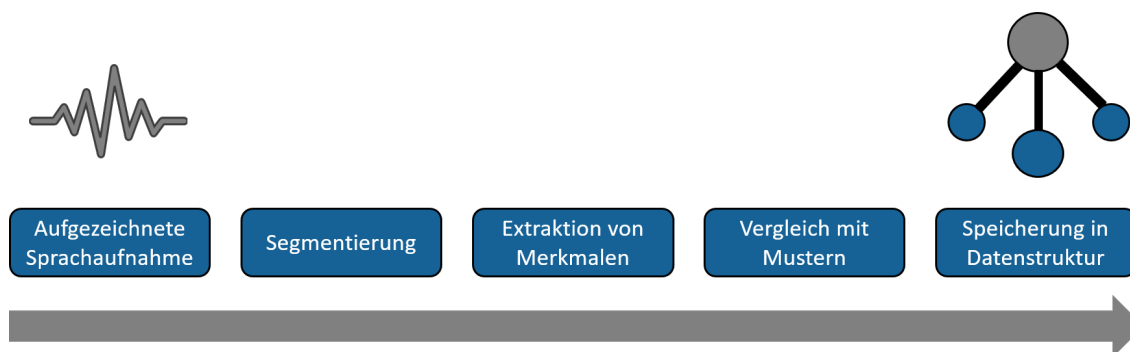 Aufgezeichnete
Sprachaufnahme
Segmentierung
Extraktion von
Merkmalen
Vergleich mit
Mustern
Speicherung in
Datenstruktur